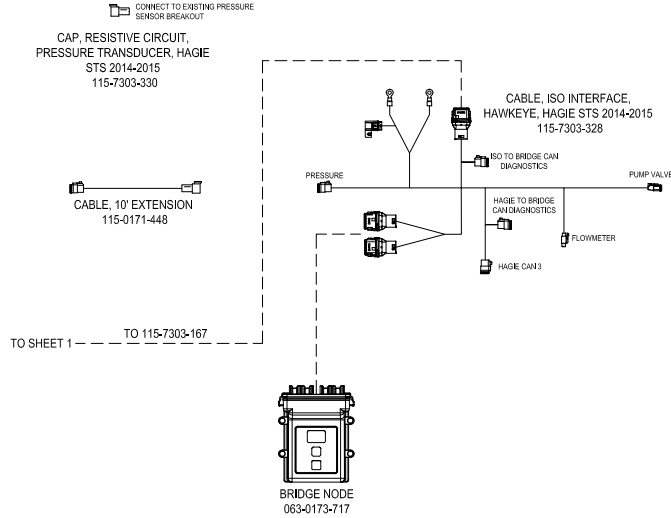 CONNECT TO EXISTING PRESSURE
SENSOR BREAKOUT
CAP, RESISTIVE CIRCUIT,
PRESSURE TRANSDUCER, HAGIE
STS 2014-2015
115-7303-330
CABLE, ISO INTERFACE,
HAWKEYE, HAGIE STS 2014-2015
115-7303-328
ISO TO BRIDGE CAN
DIAGNOSTICS
PRESSURE
PUMP VALVE
CABLE, 10' EXTENSION
115-0171-448
HAGIE TO BRIDGE
CAN DIAGNOSTICS
FLOWMETER
HAGIE CAN 3
TO 115-7303-167
TO SHEET 1
BRIDGE NODE
063-0173-717